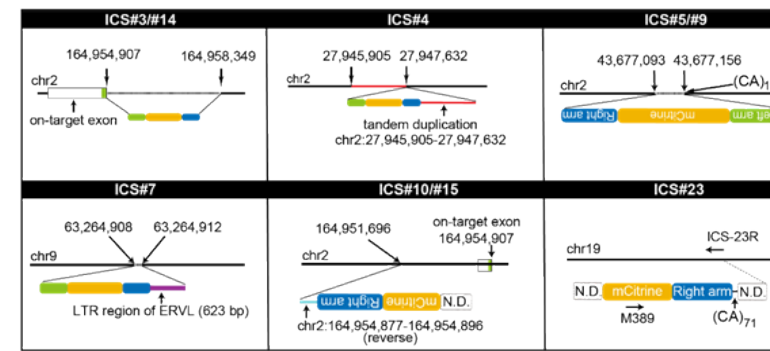 ICS#3/#14
164,954,907 164,958,349
chr2
on-target exon
ICS#4
27,945,905 27,947,632
chr2
tandem duplication
chr2:27,945,905-27,947,632
ICS#5/#9
43,677,093 43,677,156
chr2
(CA)1
Right arm mCitrine left arm
ICS#7
63,264,908 63,264,912
chr9
LTR region of ERVL (623 bp)
ICS#10/#15
on-target exon
164,951,696 164,954,907
chr2
Right arm mCitrine N.D.
chr2:164,954,877-164,954,896
(reverse)
ICS#23
ICS-23R
chr19
N.D. mCitrine Right arm N.D.
M389 (CA)71